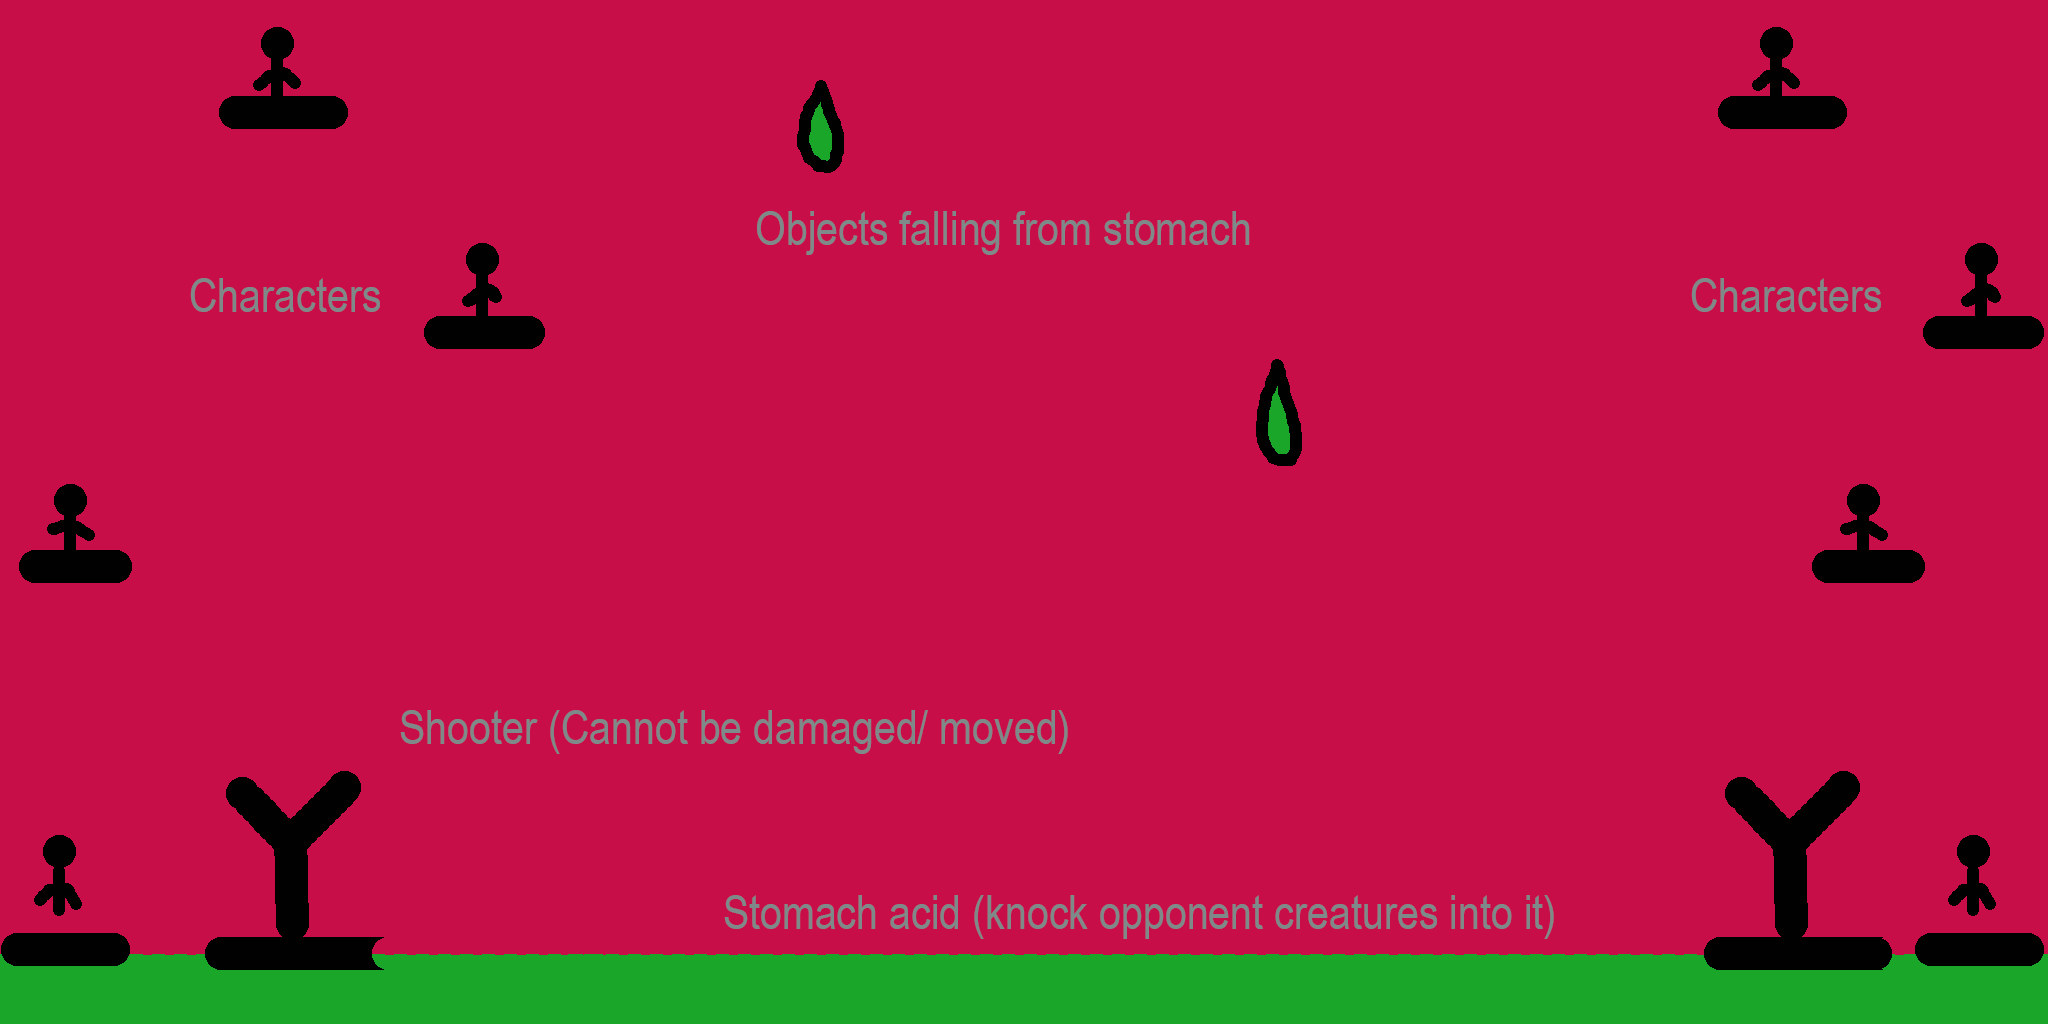 Objects falling from stomach
Characters
Characters
Shooter (Cannot be damaged/ moved)
Stomach acid (knock opponent creatures into it)